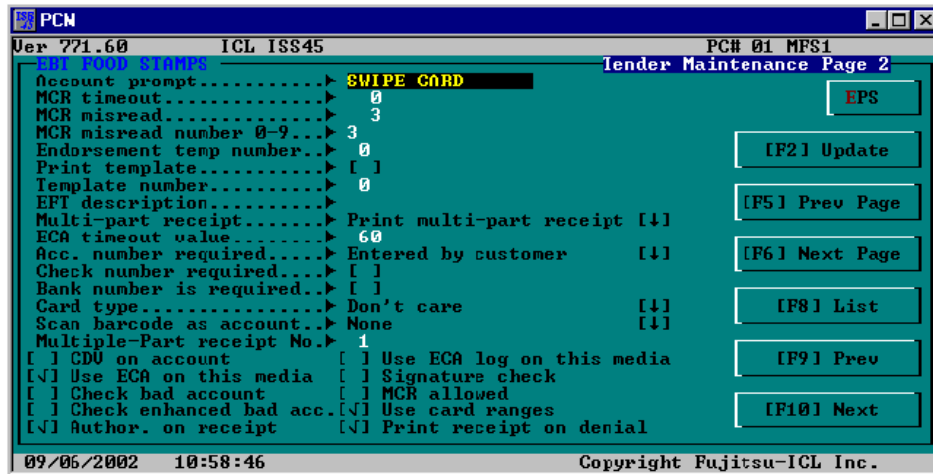 ISS PCN
Ver 771.60 ICL ISS45 PC# 01 MFS1
EBT FOOD STAMPS Tender Maintenance Page 2
Account prompt...........▶ SWIPE CARD
MCR timeout..............▶ 0
MCR misread..............▶ 3
MCR misread number 0-9...▶ 3
Endorsement temp number..▶ 0
Print template...........▶ [ ]
Template number..........▶ 0
EFT description..........▶
Multi-part receipt.......▶ Print multi-part receipt [↓]
ECA timeout value........▶ 60
Acc. number required.....▶ Entered by customer [↓]
Check number required....▶ [ ]
Bank number is required..▶ [ ]
Card type................▶ Don't care [↓]
Scan barcode as account..▶ None [↓]
Multiple-Part receipt No.▶ 1
[ ] CDV on account [ ] Use ECA log on this media
[√] Use ECA on this media [ ] Signature check
[ ] Check bad account [ ] MCR allowed
[ ] Check enhanced bad acc. [√] Use card ranges
[√] Author. on receipt [√] Print receipt on denial
EPS
[F2] Update
[F5] Prev Page
[F6] Next Page
[F8] List
[F9] Prev
[F10] Next
09/06/2002 10:58:46 Copyright Fujitsu-ICL Inc.